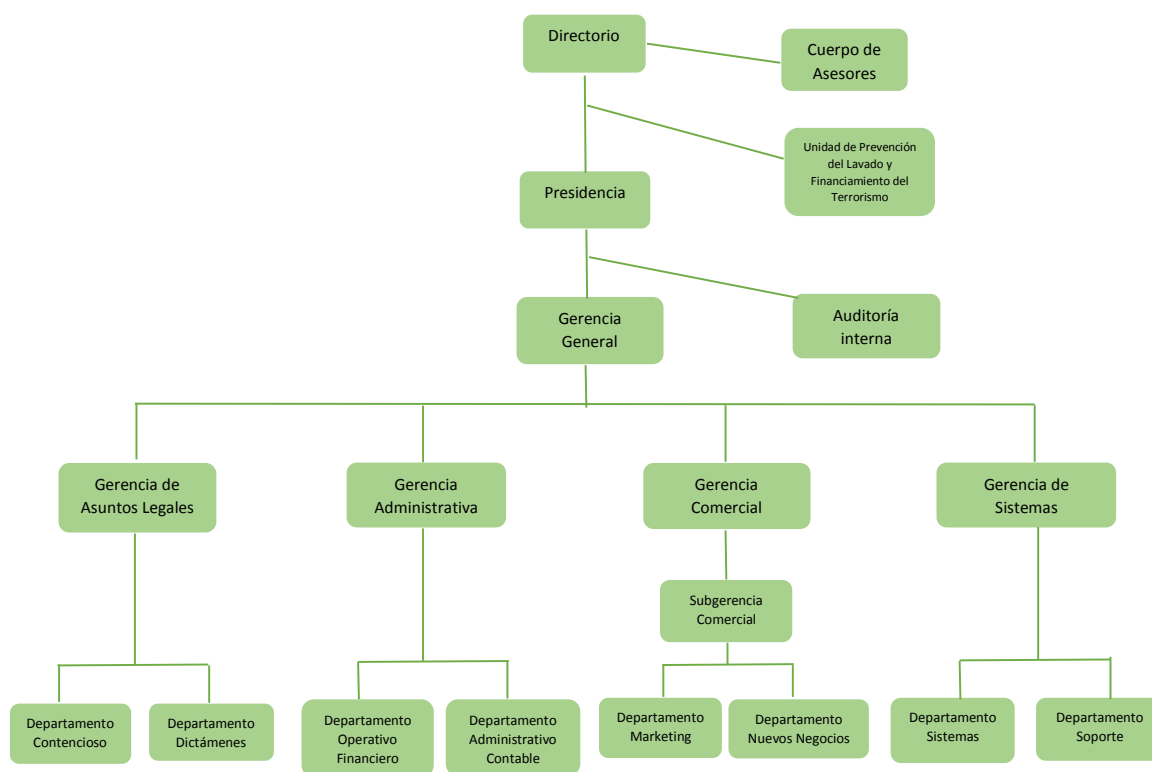 Directorio
Cuerpo de
Asesores
Unidad de Prevención
del Lavado y
Financiamiento del
Terrorismo
Presidencia
Gerencia
General
Auditoría
interna
Gerencia de
Asuntos Legales
Gerencia
Administrativa
Gerencia
Comercial
Gerencia de
Sistemas
Subgerencia
Comercial
Departamento
Contencioso
Departamento
Dictámenes
Departamento
Operativo
Financiero
Departamento
Administrativo
Contable
Departamento
Marketing
Departamento
Nuevos Negocios
Departamento
Sistemas
Departamento
Soporte